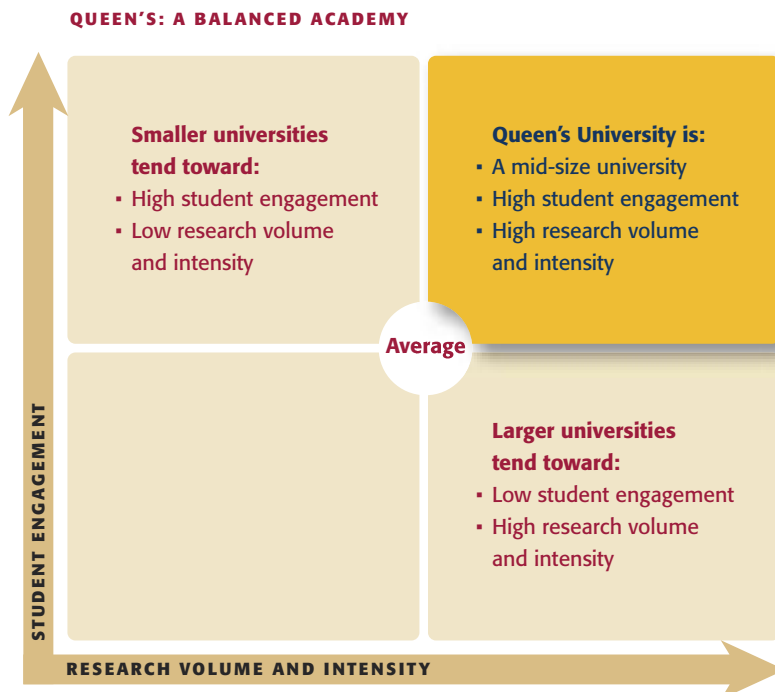 QUEEN'S: A BALANCED ACADEMY
Smaller universities
tend toward:
▪ High student engagement
▪ Low research volume
and intensity
Queen's University is:
▪ A mid-size university
▪ High student engagement
▪ High research volume
and intensity
Average
Larger universities
tend toward:
▪ Low student engagement
▪ High research volume
and intensity
STUDENT ENGAGEMENT
RESEARCH VOLUME AND INTENSITY